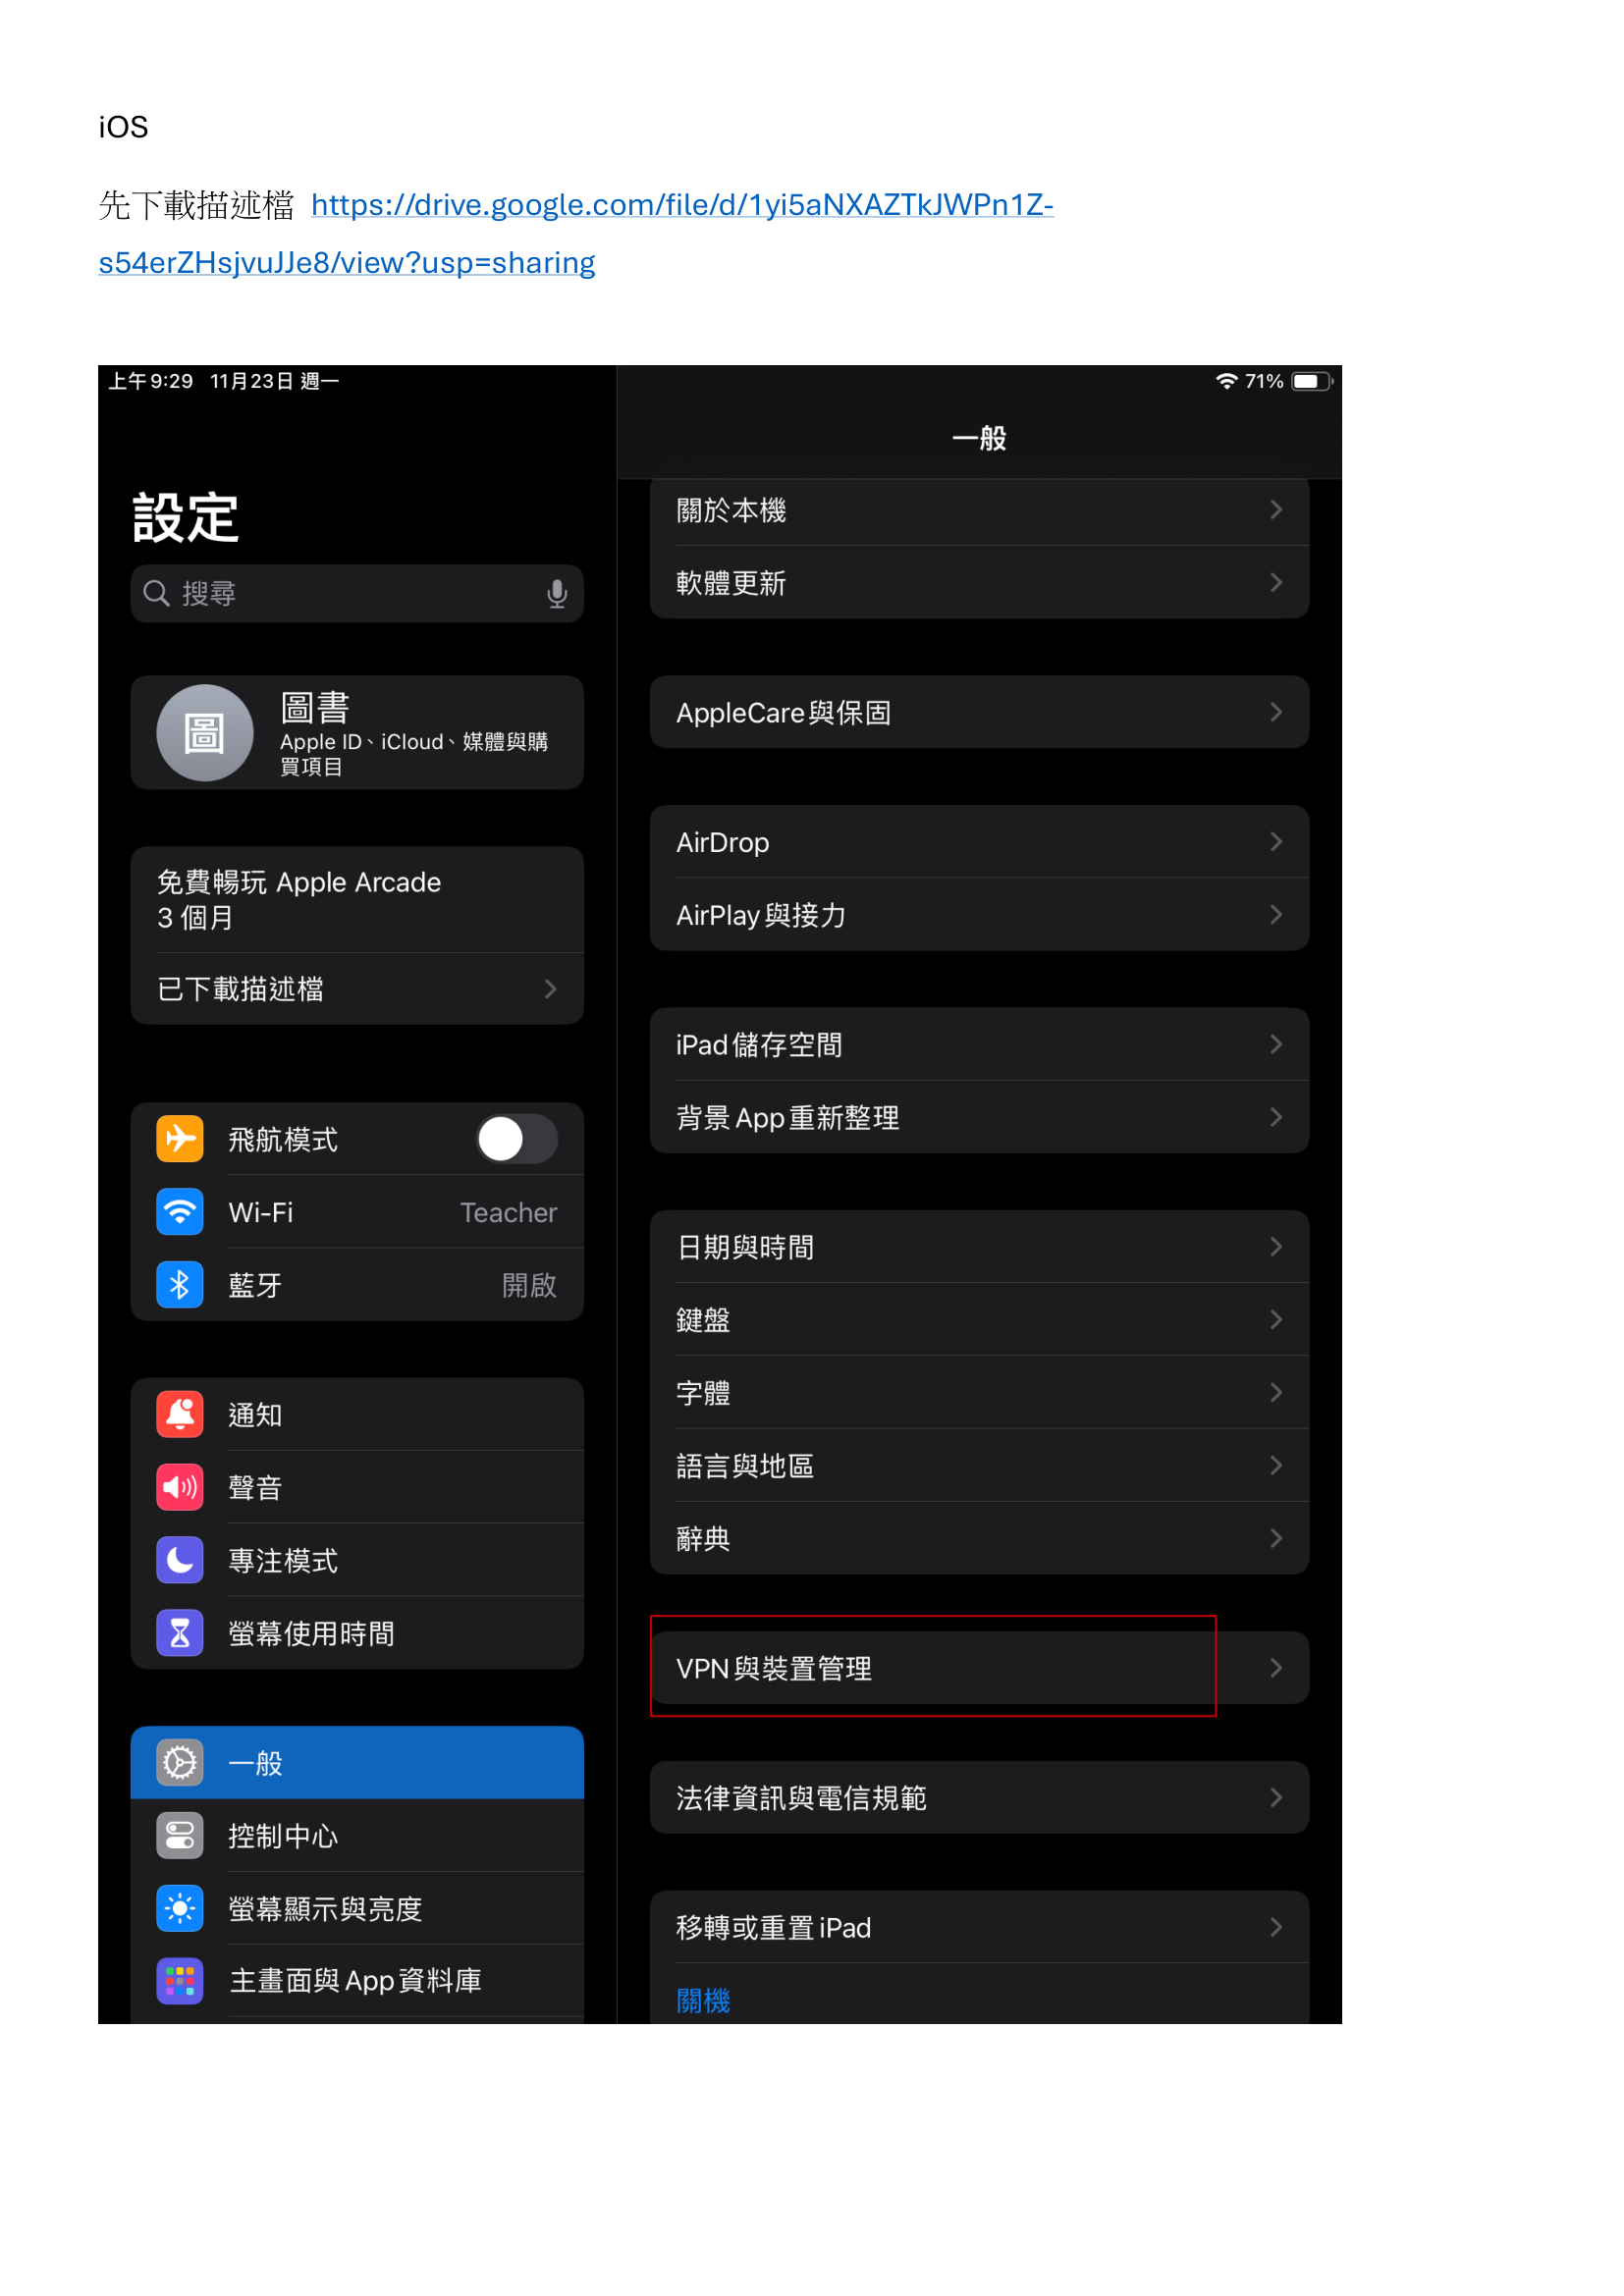 iOS
先下載描述檔 https://drive.google.com/file/d/1yi5aNXAZTkJWPn1Z-
s54erZHsjvuJJe8/view?usp=sharing
上午9:29 11月23日 週一
71%
設定
搜尋
圖
圖書
Apple ID、iCloud、媒體與購
買項目
免費暢玩 Apple Arcade
3 個月
已下載描述檔
飛航模式
Wi-Fi Teacher
藍牙 開啟
通知
聲音
專注模式
螢幕使用時間
一般
控制中心
螢幕顯示與亮度
主畫面與App資料庫
一般
關於本機
軟體更新
AppleCare與保固
AirDrop
AirPlay與接力
iPad儲存空間
背景App重新整理
日期與時間
鍵盤
字體
語言與地區
辭典
VPN與裝置管理
法律資訊與電信規範
移轉或重置iPad
關機